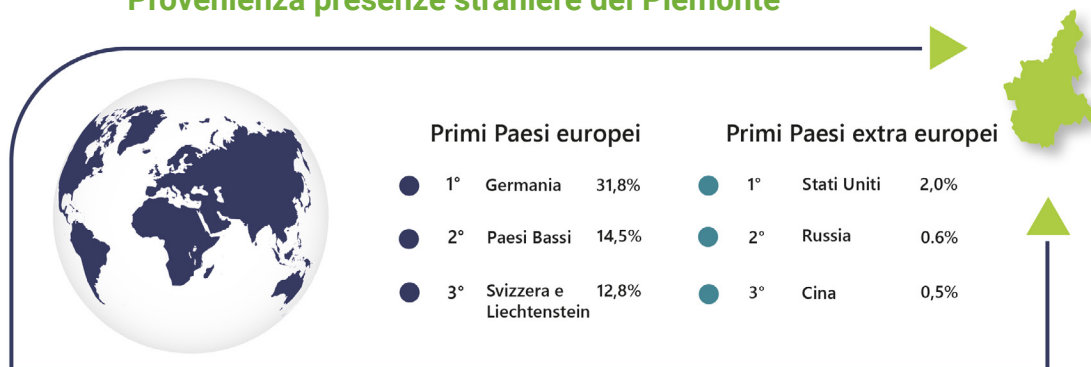 Provenienza presenze straniere del Piemonte
Primi Paesi europei
1° Germania 31,8%
2° Paesi Bassi 14,5%
3° Svizzera e 12,8%
Liechtenstein
Primi Paesi extra europei
1° Stati Uniti 2,0%
2° Russia 0.6%
3° Cina 0,5%